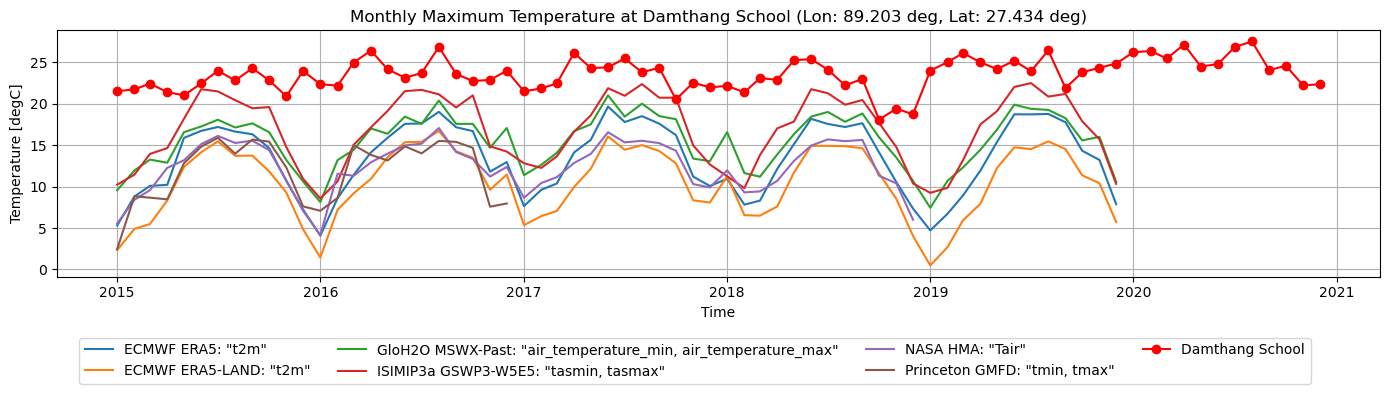 Monthly Maximum Temperature at Damthang School (Lon: 89.203 deg, Lat: 27.434 deg)
Temperature [degC]
25
20
15
10
5
0
2015 2016 2017 2018 2019 2020 2021
Time
ECMWF ERA5: "t2m" GloH2O MSWX-Past: "air_temperature_min, air_temperature_max" NASA HMA: "Tair" Damthang School
ECMWF ERA5-LAND: "t2m" ISIMIP3a GSWP3-W5E5: "tasmin, tasmax" Princeton GMFD: "tmin, tmax"